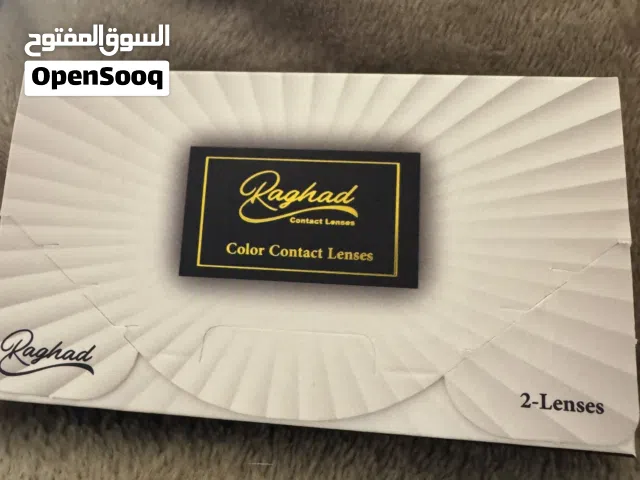 السوق المفتوح
OpenSooq
Raghad
Contact Lenses
Color Contact Lenses
Raghad
2-Lenses